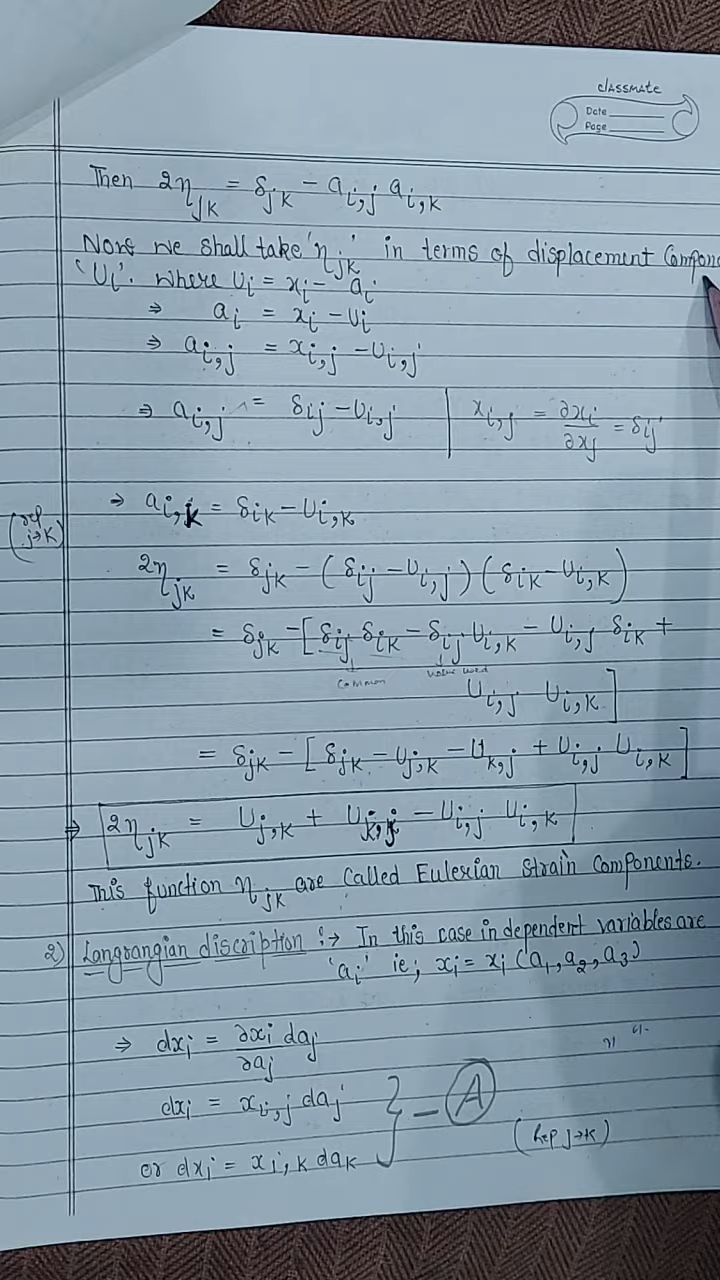 classmate
Date
Page
Then 2η_jk = δ_jk - a_i,j a_i,k
Now we shall take 'η_jk' in terms of displacement Compon
'U_i'. where U_i = x_i - a_i
⇒ a_i = x_i - U_i
⇒ a_i,j = x_i,j - U_i,j
⇒ a_i,j = δ_ij - U_i,j | x_i,j = ∂x_i/∂x_j = δ_ij
(rep j→k) ⇒ a_i,k = δ_ik - U_i,k
2η_jk = δ_jk - (δ_ij - U_i,j) (δ_ik - U_i,k)
= δ_jk - [δ_ij δ_ik - δ_ij U_i,k - U_i,j δ_ik +
Common
U_i,j U_i,k]
= δ_jk - [δ_jk - U_j,k - U_k,j + U_i,j U_i,k]
⇒ 2η_jk = U_j,k + U_k,j - U_i,j U_i,k
This function η_jk are Called Eulerian Strain Components.
2) Langrangian discription :→ In this case independent variables are
'a_i' ie; x_i = x_i (a_1, a_2, a_3)
⇒ dx_i = ∂x_i/∂a_j da_j
dx_i = x_i,j da_j } - A
(Rep j→k)
or dx_i = x_i,k da_k